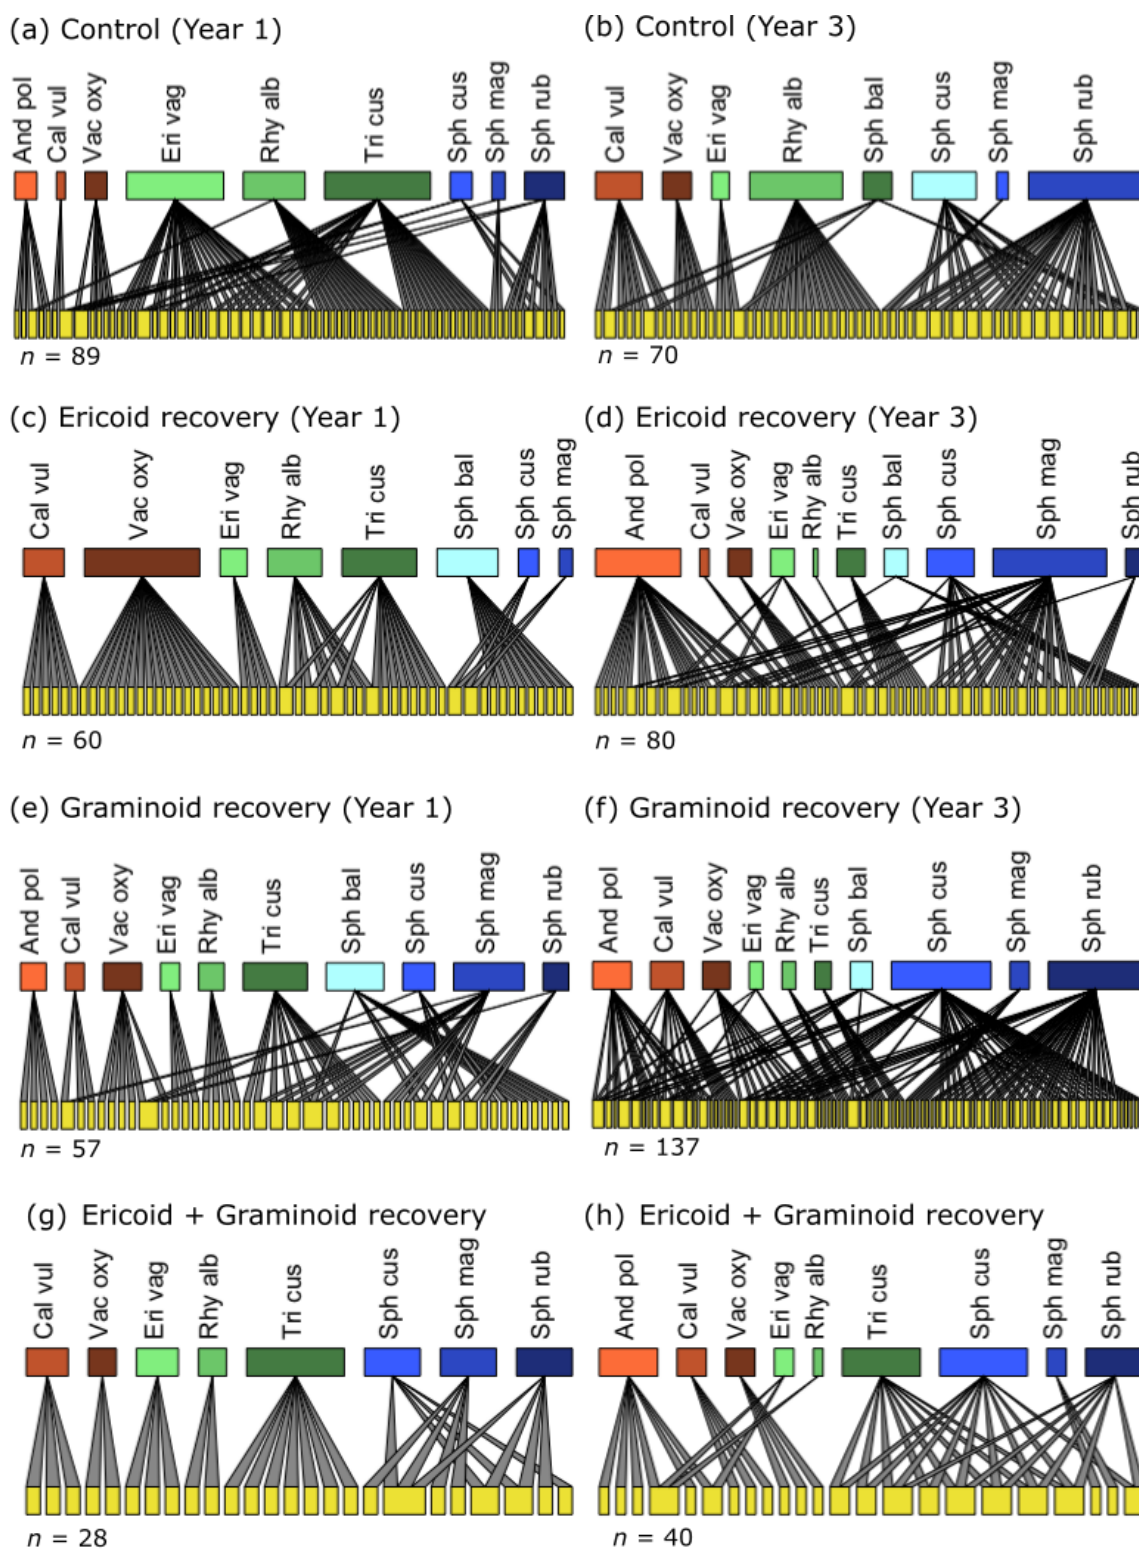 (a) Control (Year 1)
And pol Cal vul Vac oxy Eri vag Rhy alb Tri cus Sph cus Sph mag Sph rub
n = 89
(b) Control (Year 3)
Cal vul Vac oxy Eri vag Rhy alb Sph bal Sph cus Sph mag Sph rub
n = 70
(c) Ericoid recovery (Year 1)
Cal vul Vac oxy Eri vag Rhy alb Tri cus Sph bal Sph cus Sph mag
n = 60
(d) Ericoid recovery (Year 3)
And pol Cal vul Vac oxy Eri vag Rhy alb Tri cus Sph bal Sph cus Sph mag Sph rub
n = 80
(e) Graminoid recovery (Year 1)
And pol Cal vul Vac oxy Eri vag Rhy alb Tri cus Sph bal Sph cus Sph mag Sph rub
n = 57
(f) Graminoid recovery (Year 3)
And pol Cal vul Vac oxy Eri vag Rhy alb Tri cus Sph bal Sph cus Sph mag Sph rub
n = 137
(g) Ericoid + Graminoid recovery
Cal vul Vac oxy Eri vag Rhy alb Tri cus Sph cus Sph mag Sph rub
n = 28
(h) Ericoid + Graminoid recovery
And pol Cal vul Vac oxy Eri vag Rhy alb Tri cus Sph cus Sph mag Sph rub
n = 40